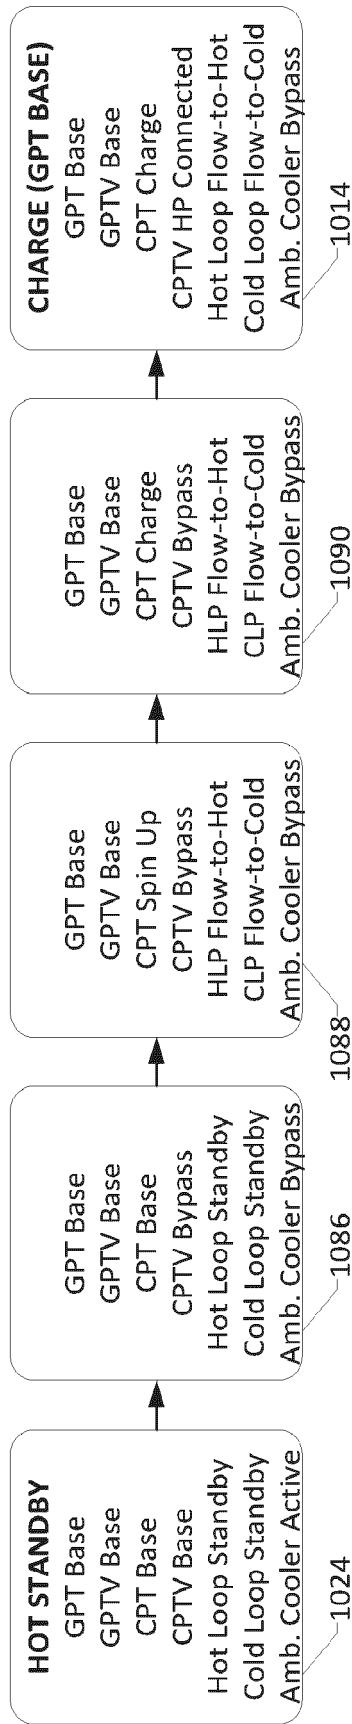 HOT STANDBY
GPT Base
GPTV Base
CPT Base
CPTV Base
Hot Loop Standby
Cold Loop Standby
Amb. Cooler Active
1024
GPT Base
GPTV Base
CPT Base
CPTV Bypass
Hot Loop Standby
Cold Loop Standby
Amb. Cooler Bypass
1086
GPT Base
GPTV Base
CPT Spin Up
CPTV Bypass
HLP Flow-to-Hot
CLP Flow-to-Cold
Amb. Cooler Bypass
1088
GPT Base
GPTV Base
CPT Charge
CPTV Bypass
HLP Flow-to-Hot
CLP Flow-to-Cold
Amb. Cooler Bypass
1090
CHARGE (GPT BASE)
GPT Base
GPTV Base
CPT Charge
CPTV HP Connected
Hot Loop Flow-to-Hot
Cold Loop Flow-to-Cold
Amb. Cooler Bypass
1014